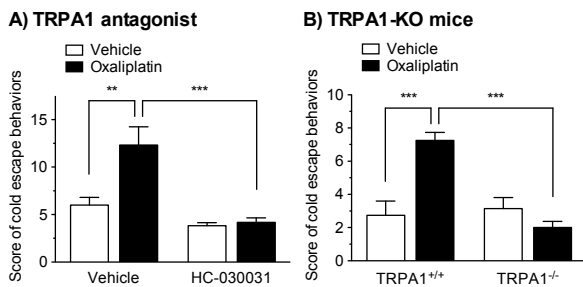 A) TRPA1 antagonist
Vehicle
Oxaliplatin
**
***
Score of cold escape behaviors
15
10
5
0
Vehicle
HC-030031
B) TRPA1-KO mice
Vehicle
Oxaliplatin
***
***
Score of cold escape behaviors
10
8
6
4
2
0
TRPA1+/+
TRPA1-/-